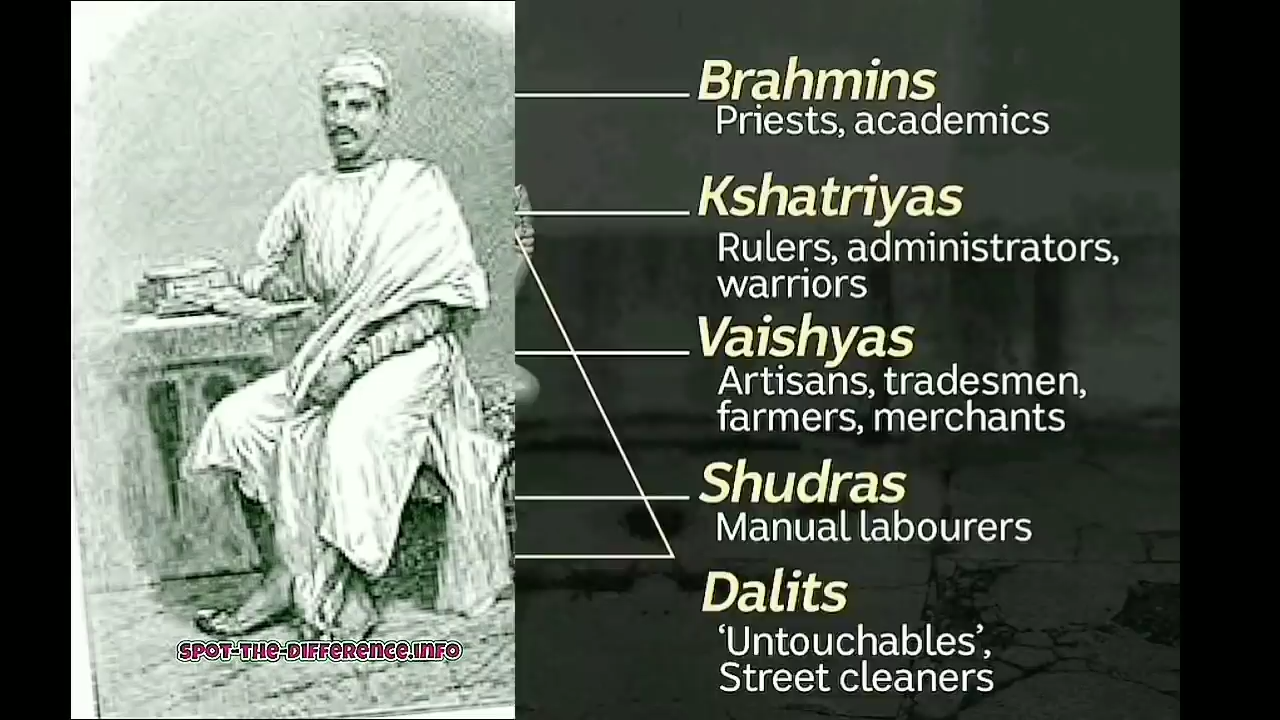 Brahmins
Priests, academics
Kshatriyas
Rulers, administrators,
warriors
Vaishyas
Artisans, tradesmen,
farmers, merchants
Shudras
Manual labourers
Dalits
‘Untouchables’,
Street cleaners
SPOT-THE-DIFFERENCE.INFO